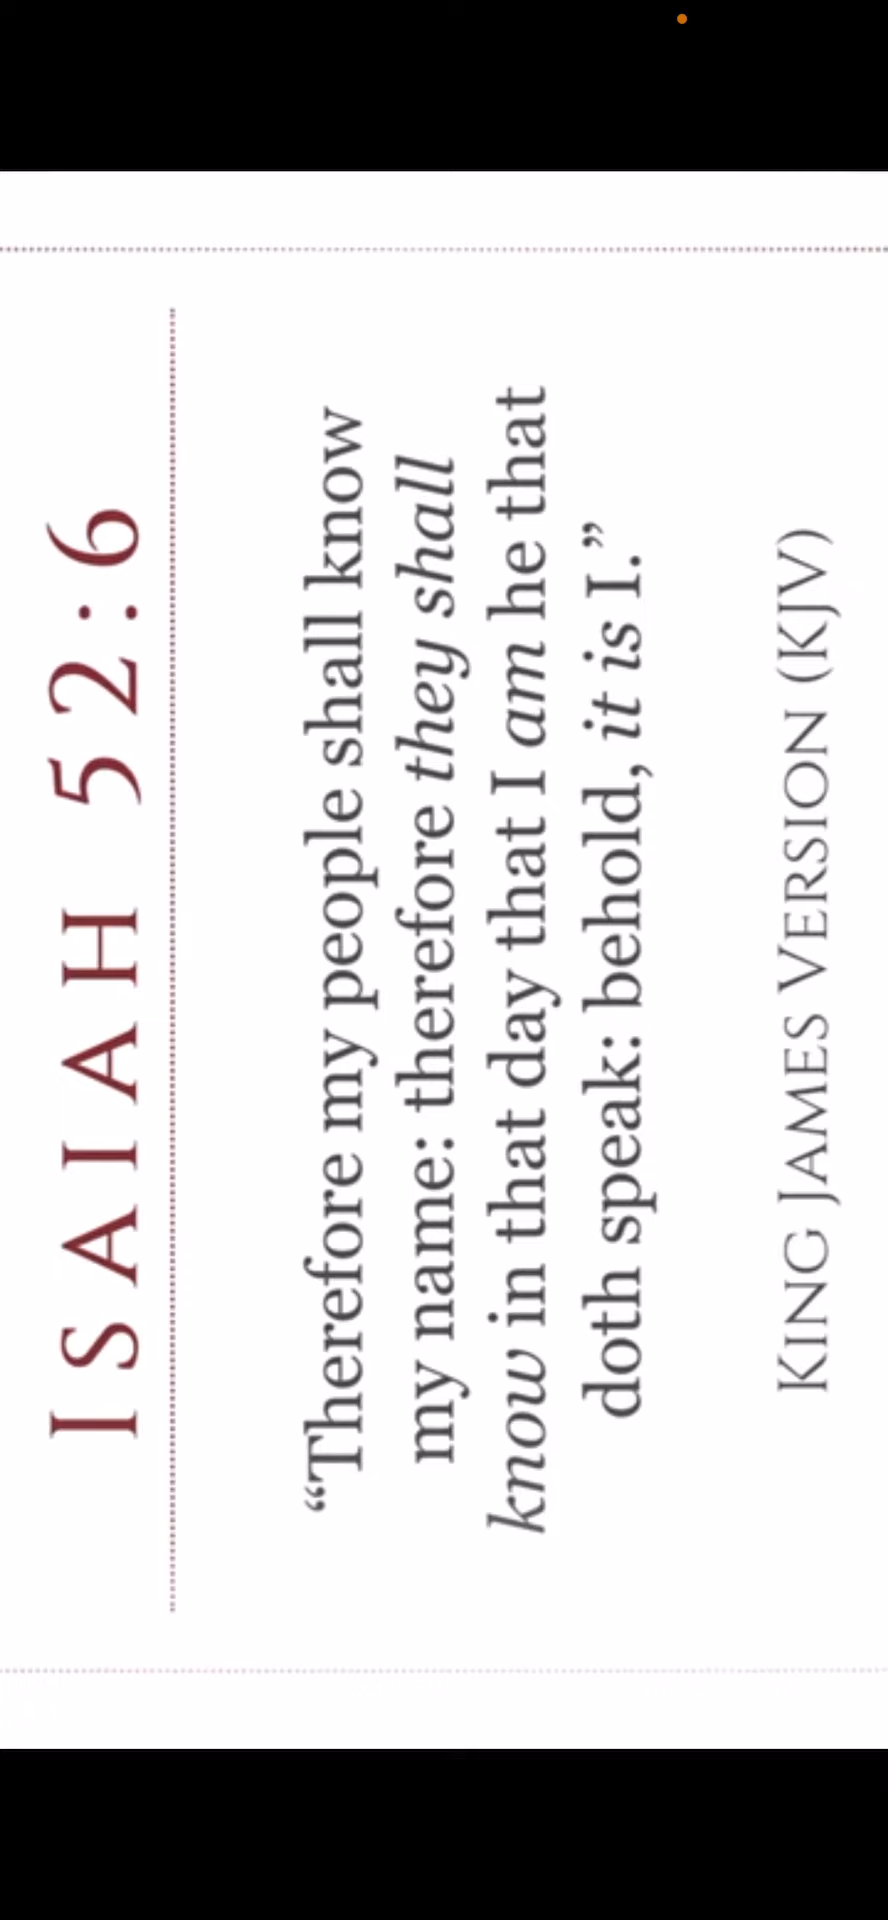 ISAIAH 52:6
“Therefore my people shall know
my name: therefore they shall
know in that day that I am he that
doth speak: behold, it is I.”
KING JAMES VERSION (KJV)